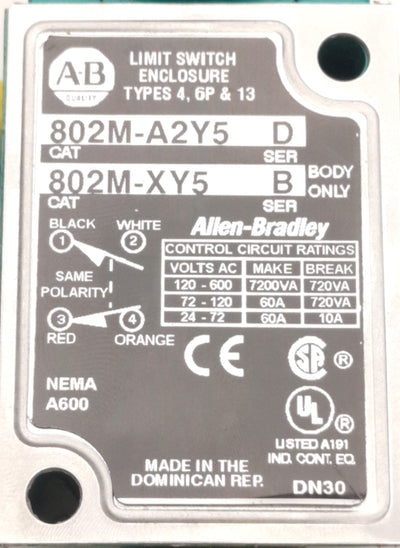 A-B
QUALITY
LIMIT SWITCH
ENCLOSURE
TYPES 4, 6P & 13
802M-A2Y5 D
CAT SER
802M-XY5 B BODY ONLY
CAT SER
BLACK WHITE
1 2
SAME
POLARITY
3 4
RED ORANGE
Allen-Bradley
CONTROL CIRCUIT RATINGS
VOLTS AC MAKE BREAK
120 - 600 7200VA 720VA
72 - 120 60A 720VA
24 - 72 60A 10A
CE SA ®
NEMA
A600
UL ®
LISTED A191
IND. CONT. EQ.
MADE IN THE
DOMINICAN REP.
DN30